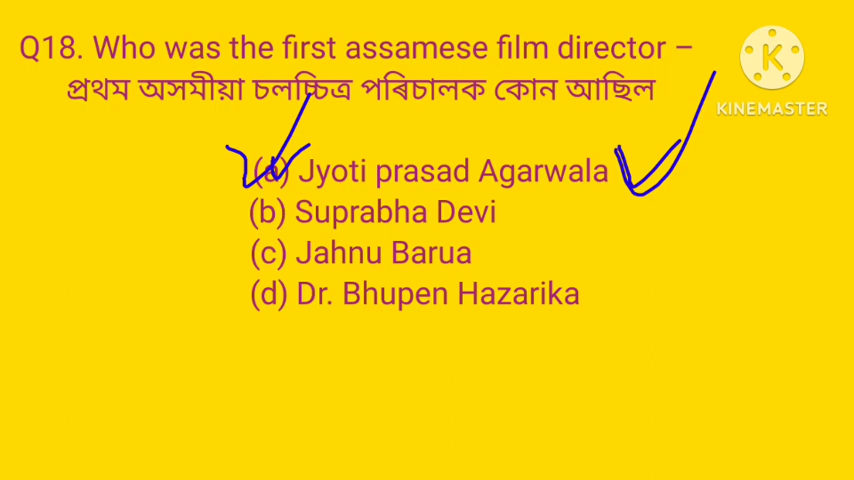 Q18. Who was the first assamese film director –
প্ৰথম অসমীয়া চলচ্চিত্ৰ পৰিচালক কোন আছিল
(a) Jyoti prasad Agarwala
(b) Suprabha Devi
(c) Jahnu Barua
(d) Dr. Bhupen Hazarika
K
KINEMASTER